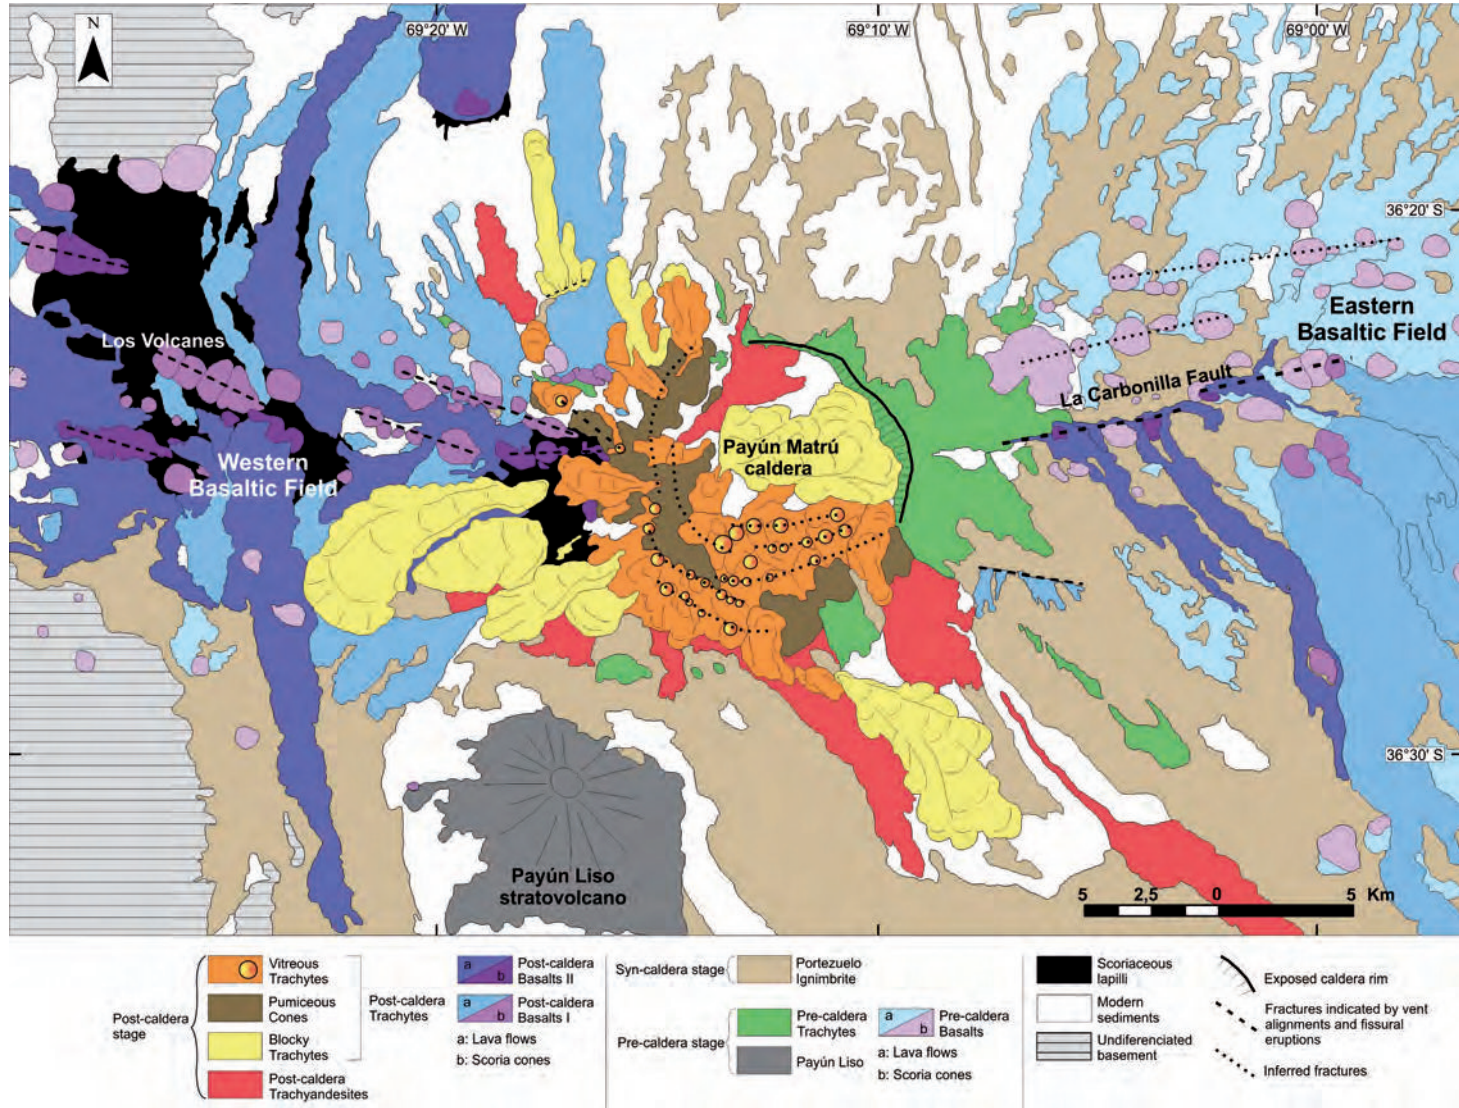 N
69°20' W
69°10' W
69°00' W
36°20' S
Eastern
Basaltic Field
Los Volcanes
La Carbonilla Fault
Payún Matrú
caldera
Western
Basaltic Field
36°30' S
Payún Liso
stratovolcano
5 2,5 0 5 Km
Post-caldera
stage
Vitreous
Trachytes
Pumiceous
Cones
Blocky
Trachytes
Post-caldera
Trachyandesites
Post-caldera
Trachytes
a
b
Post-caldera
Basalts II
a
b
Post-caldera
Basalts I
a: Lava flows
b: Scoria cones
Syn-caldera stage
Portezuelo
Ignimbrite
Pre-caldera stage
Pre-caldera
Trachytes
Payún Liso
a
b
Pre-caldera
Basalts
a: Lava flows
b: Scoria cones
Scoriaceous
lapilli
Modern
sediments
Undiferenciated
basement
Exposed caldera rim
Fractures indicated by vent
alignments and fissural
eruptions
Inferred fractures